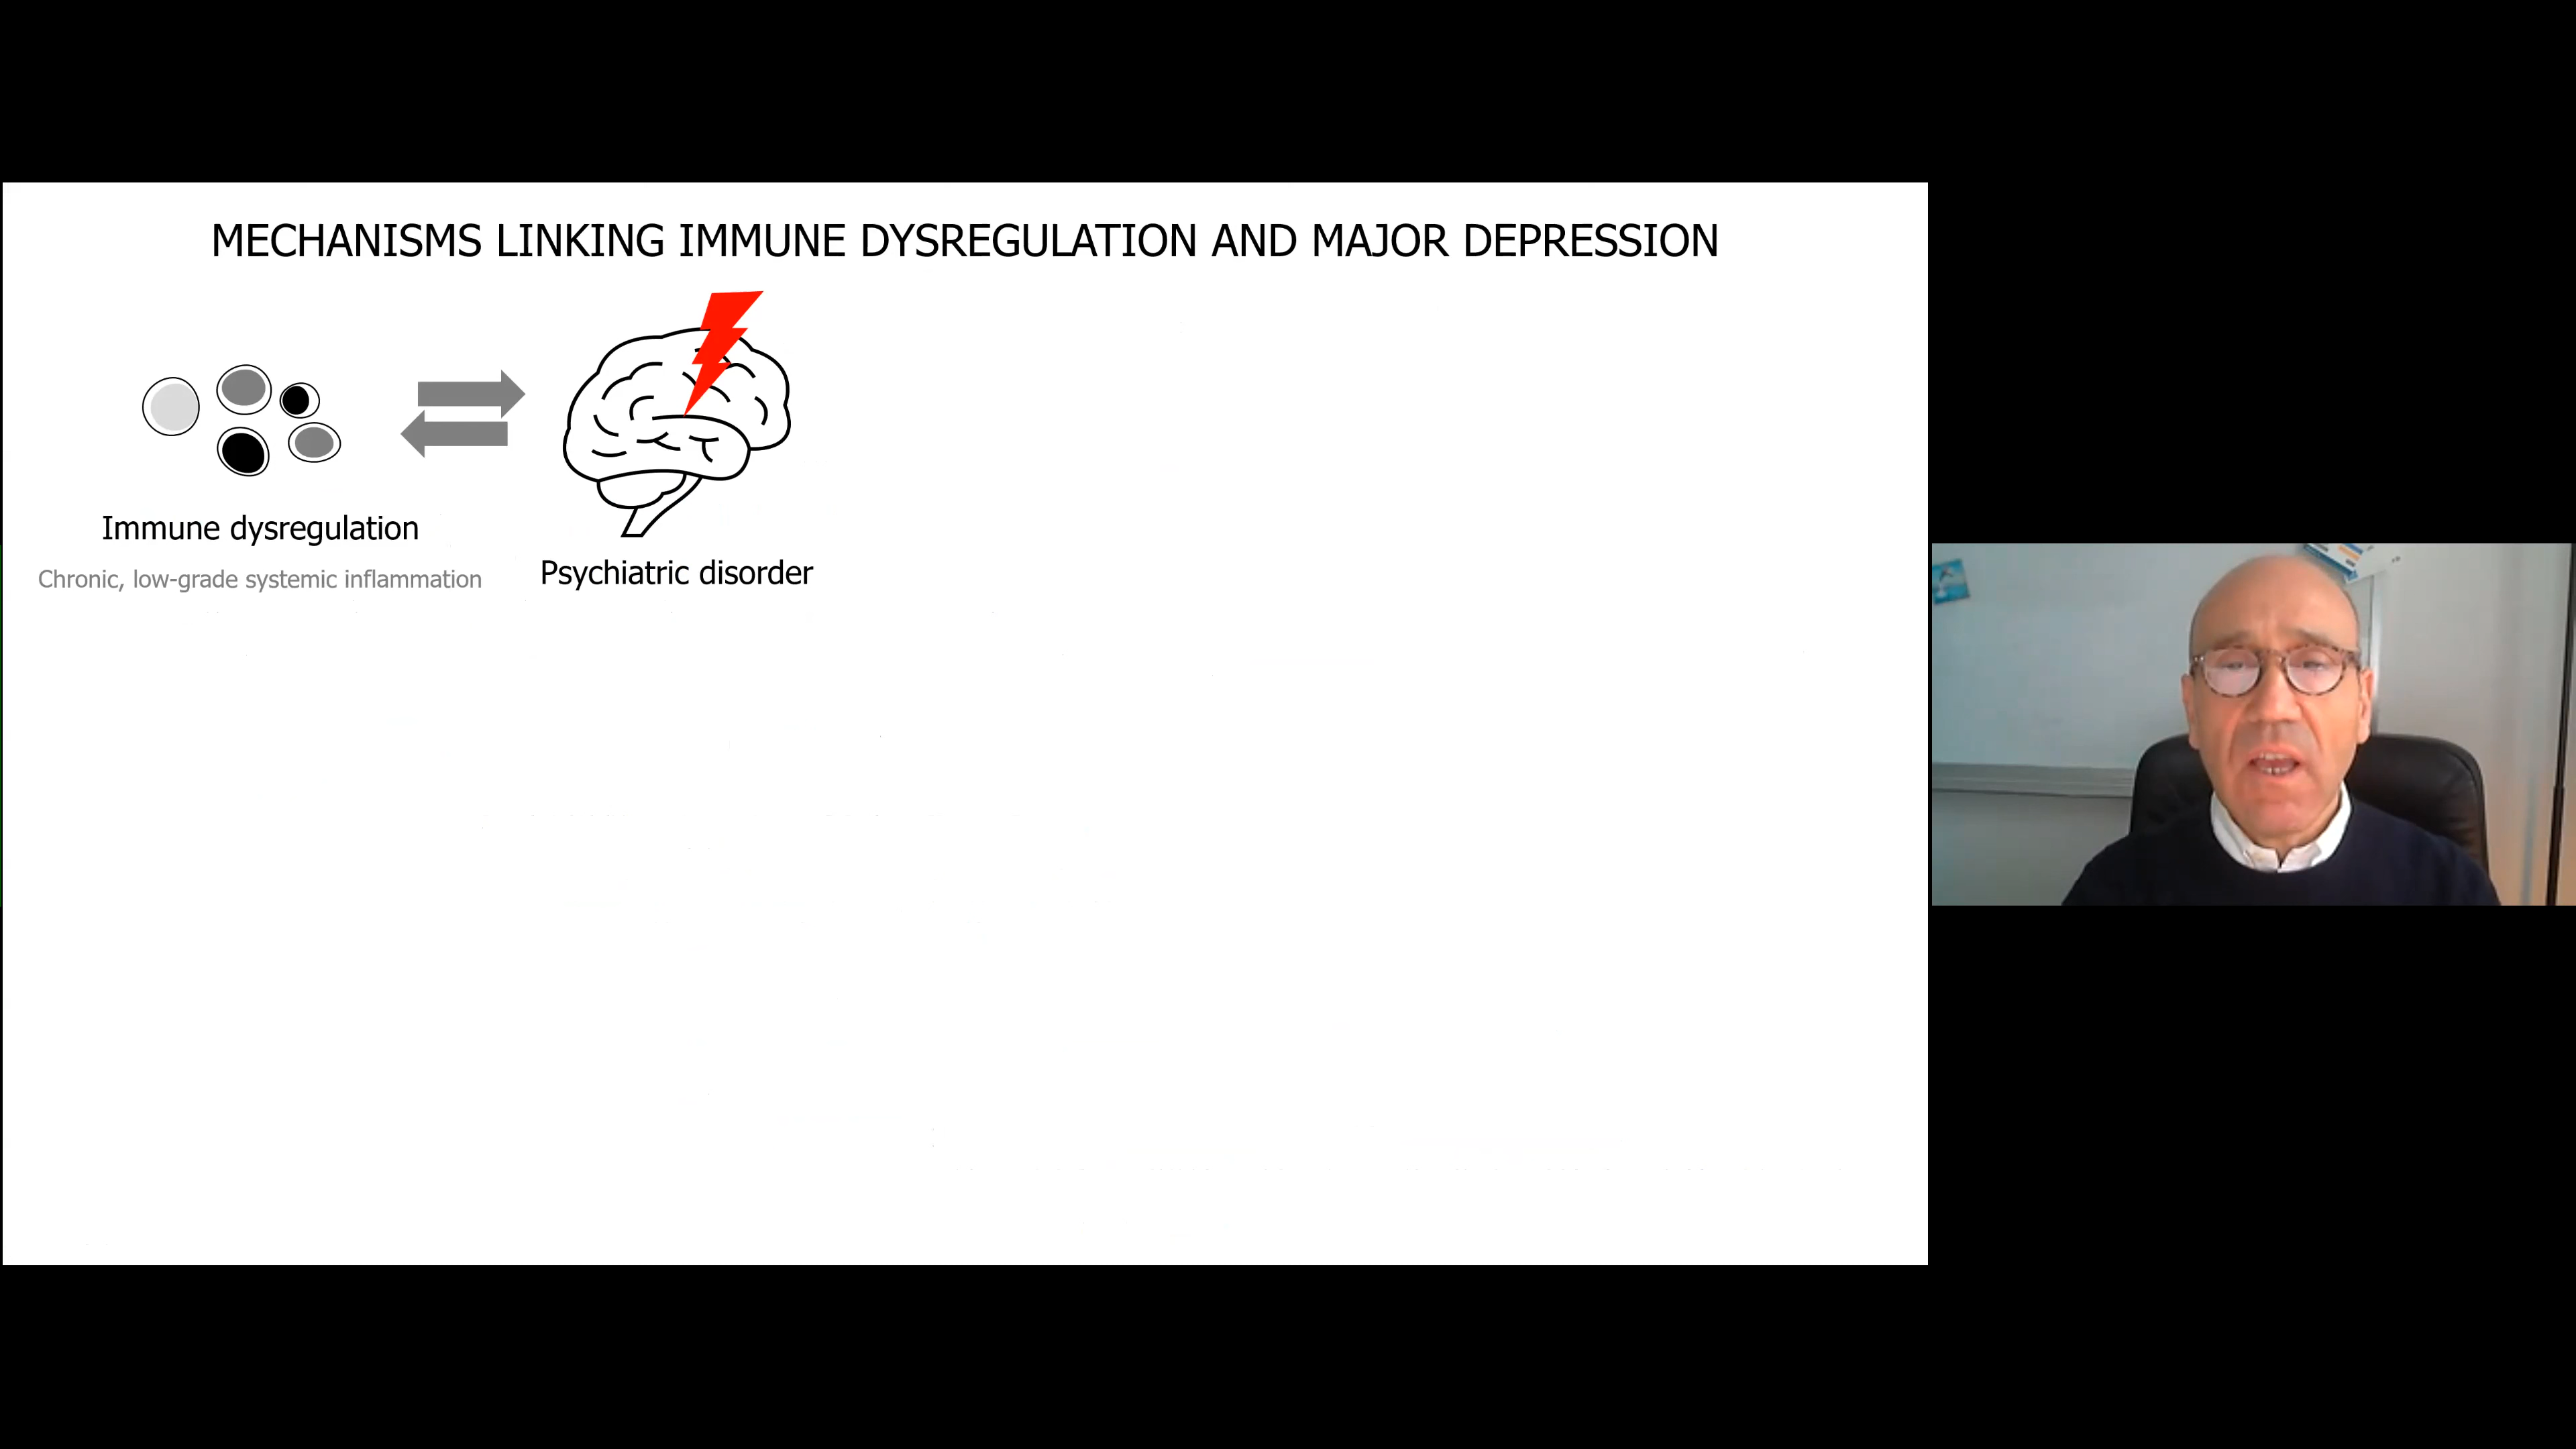 MECHANISMS LINKING IMMUNE DYSREGULATION AND MAJOR DEPRESSION
Immune dysregulation
Chronic, low-grade systemic inflammation
Psychiatric disorder